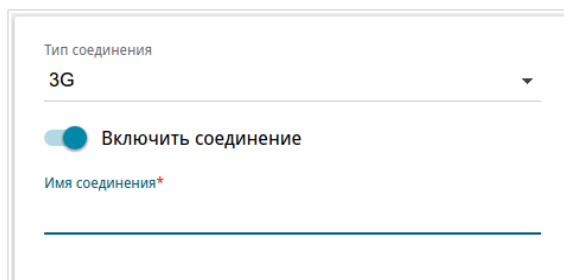 Тип соединения
3G
Включить соединение
Имя соединения*